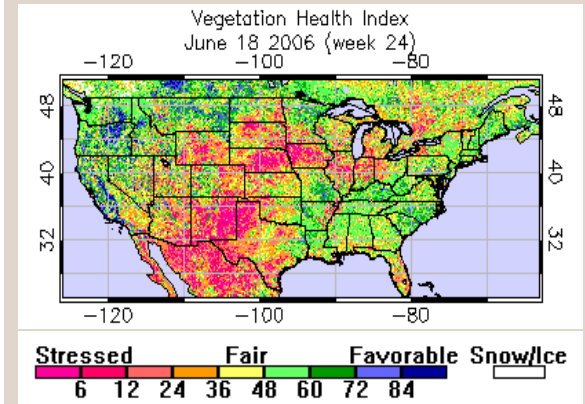 Vegetation Health Index
June 18 2006 (week 24)
−120 −100 −80
48 48
40 40
32 32
−120 −100 −80
Stressed Fair Favorable Snow/Ice
6 12 24 36 48 60 72 84